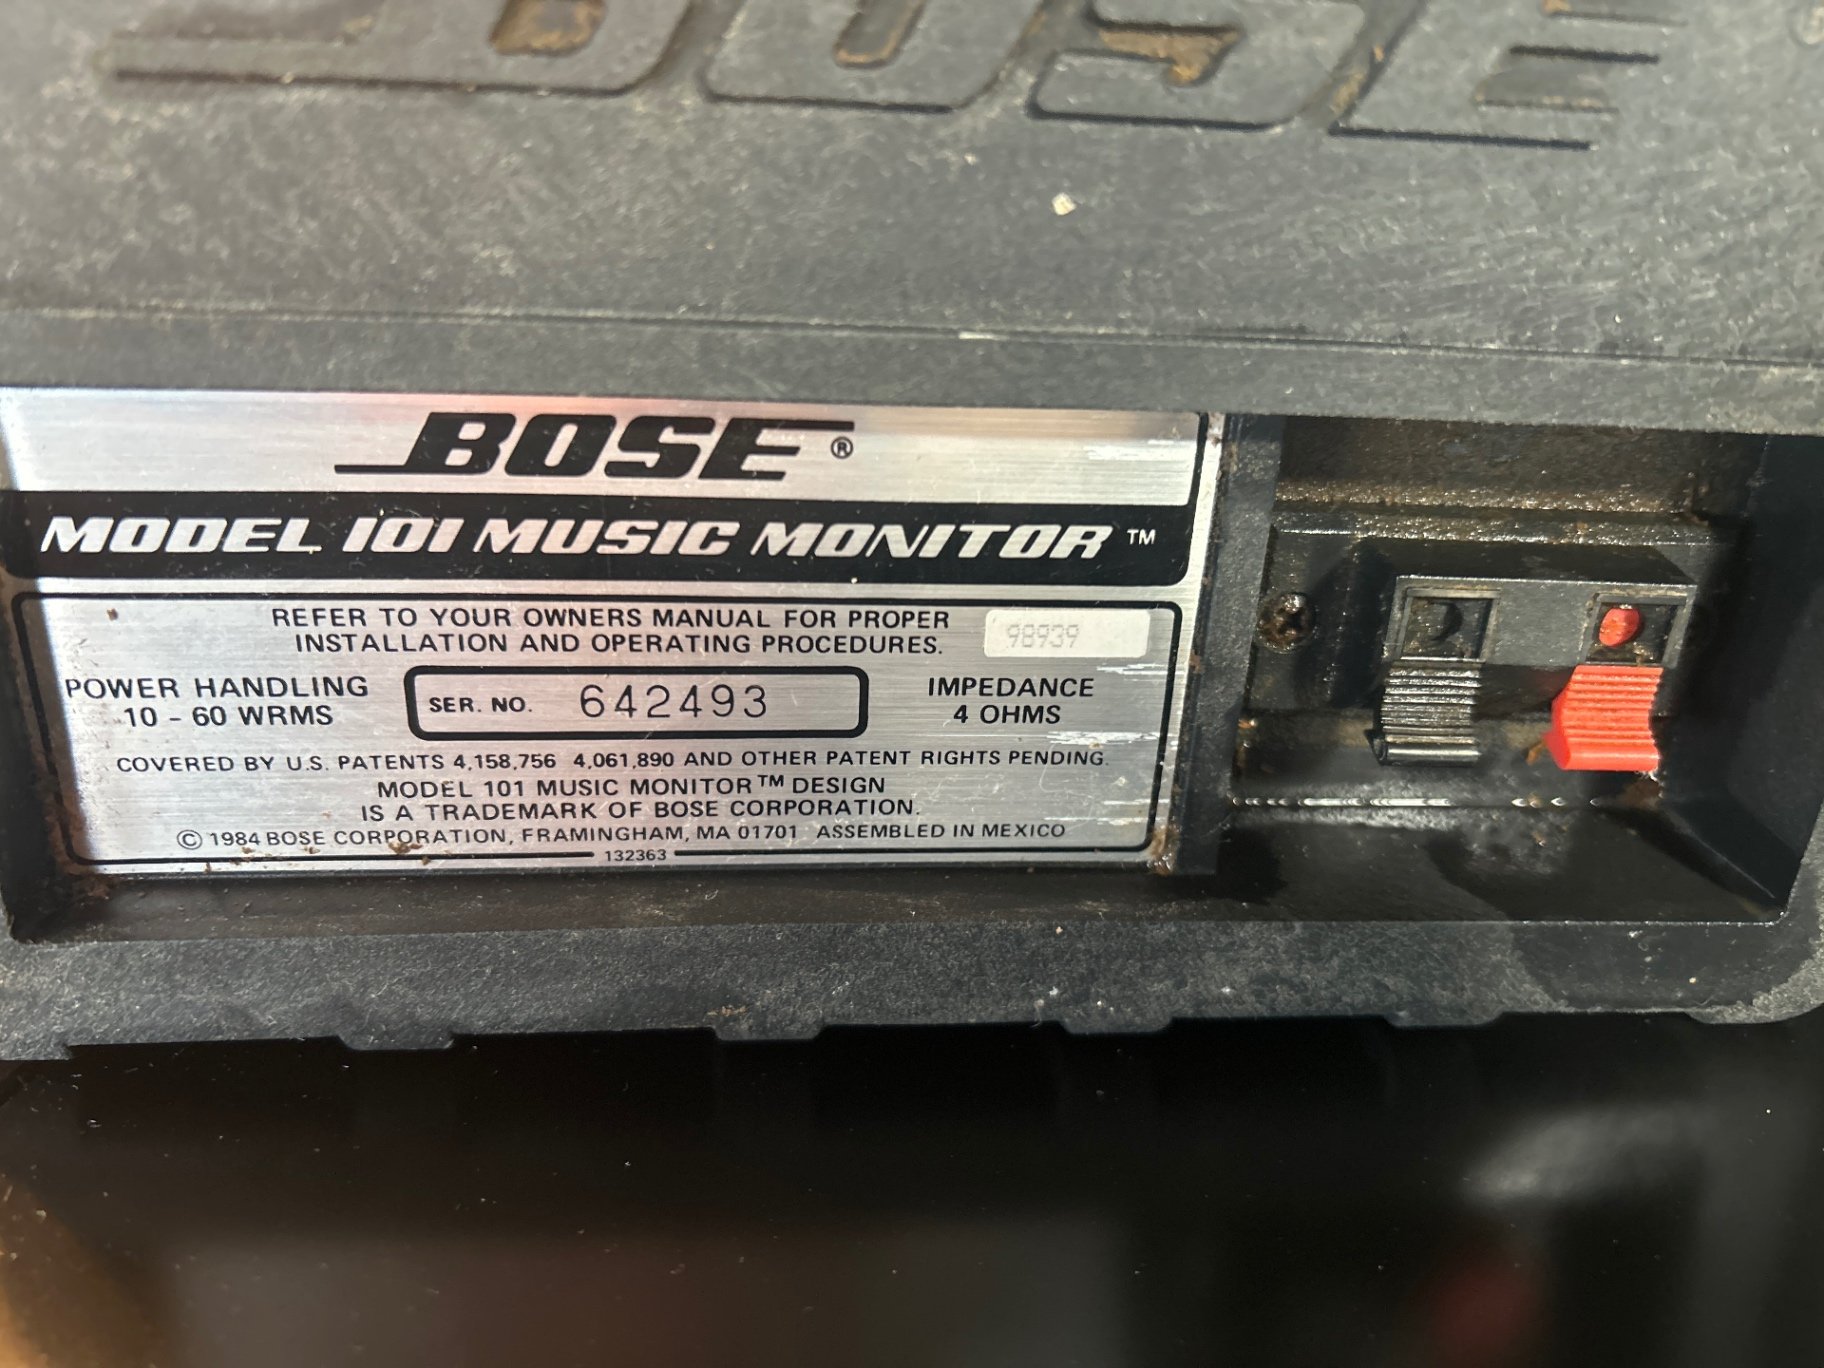 BOSE
BOSE®
MODEL 101 MUSIC MONITOR™
REFER TO YOUR OWNERS MANUAL FOR PROPER
INSTALLATION AND OPERATING PROCEDURES.
98939
POWER HANDLING
10 - 60 WRMS
SER. NO. 642493
IMPEDANCE
4 OHMS
COVERED BY U.S. PATENTS 4,158,756 4,061,890 AND OTHER PATENT RIGHTS PENDING.
MODEL 101 MUSIC MONITOR™ DESIGN
IS A TRADEMARK OF BOSE CORPORATION.
© 1984 BOSE CORPORATION, FRAMINGHAM, MA 01701 ASSEMBLED IN MEXICO
132363